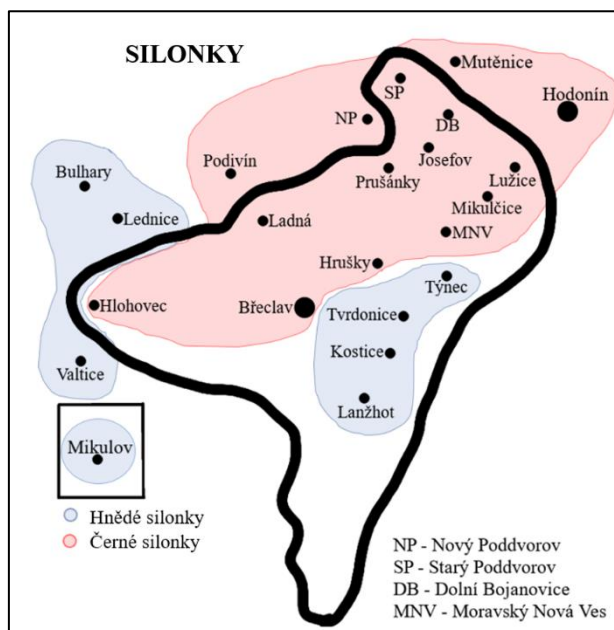 SILONKY
Mutěnice
SP
Hodonín
NP
DB
Josefov
Podivín
Prušánky
Lužice
Bulhary
Mikulčice
Lednice
Ladná
MNV
Hrušky
Týnec
Hlohovec
Břeclav
Tvrdonice
Kostice
Valtice
Lanžhot
Mikulov
Hnědé silonky
Černé silonky
NP - Nový Poddvorov
SP - Starý Poddvorov
DB - Dolní Bojanovice
MNV - Moravský Nová Ves